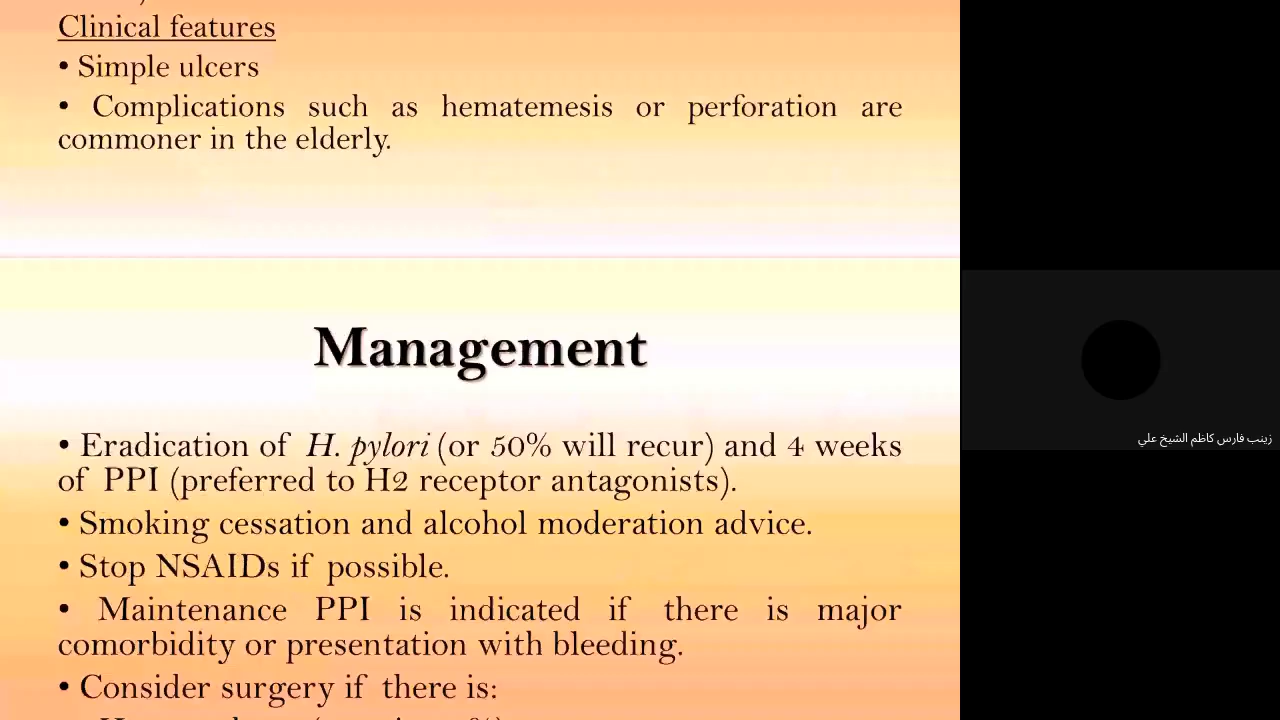 Clinical features
• Simple ulcers
• Complications such as hematemesis or perforation are
commoner in the elderly.
Management
• Eradication of H. pylori (or 50% will recur) and 4 weeks
of PPI (preferred to H2 receptor antagonists).
• Smoking cessation and alcohol moderation advice.
• Stop NSAIDs if possible.
• Maintenance PPI is indicated if there is major
comorbidity or presentation with bleeding.
• Consider surgery if there is:
زينب فارس كاظم الشيخ علي